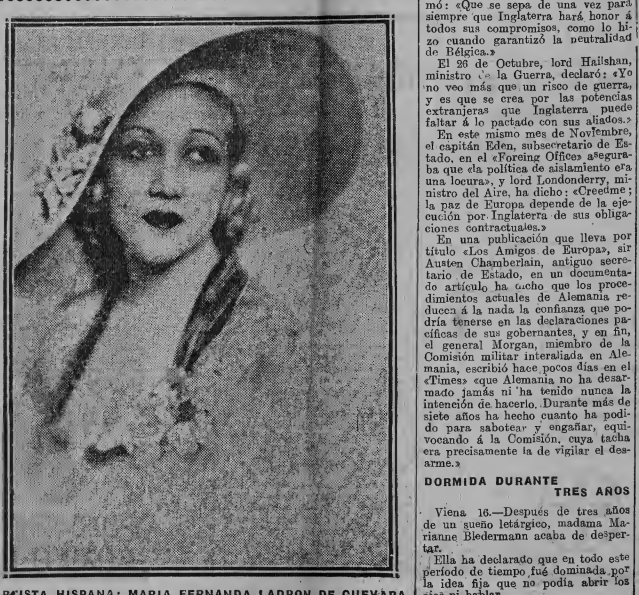 mó: «Que se sepa de una vez para
siempre que Inglaterra hará honor á
todos sus compromisos, como lo hi-
zo cuando garantizó la neutralidad
de Bélgica.»
El 26 de Octubre, lord Hailshan,
ministro de la Guerra, declaró: «Yo
no veo más que un risco de guerra,
y es que se crea por las potencias
extranjeras que Inglaterra puede
faltar á lo pactado con sus aliados.»
En este mismo mes de Noviembre,
el capitán Eden, subsecretario de Es-
tado, en el «Foreing Office» asegura-
ba que «la política de aislamiento era
una locura», y lord Londonderry, mi-
nistro del Aire, ha dicho: «Creedme;
la paz de Europa depende de la eje-
cución por Inglaterra de sus obliga-
ciones contractuales.»
En una publicación que lleva por
título «Los Amigos de Europa», sir
Austen Chamberlain, antiguo secre-
tario de Estado, en un documenta-
do artículo ha dicho que los proce-
dimientos actuales de Alemania re-
ducen á la nada la confianza que po-
dría tenerse en las declaraciones pa-
cíficas de sus gobernantes, y en fin,
el general Morgan, miembro de la
Comisión militar interaliada en Ale-
mania, escribió hace pocos días en el
«Times» «que Alemania no ha desar-
mado jamás ni ha tenido nunca la
intención de hacerlo. Durante más de
siete años ha hecho cuanto ha podi-
do para sabotear y engañar, equi-
vocando á la Comisión, cuya tacha
era precisamente la de vigilar el des-
arme.»
DORMIDA DURANTE
TRES AÑOS
Viena 16.—Después de tres años
de un sueño letárgico, madama Ma-
rianne Bledermann acaba de desper-
tar.
Ella ha declarado que en todo este
período de tiempo fué dominada por
la idea fija que no podía abrir los
ni hablar
HISPANA: MARIA FERNANDA LADRON DE GUEVARA